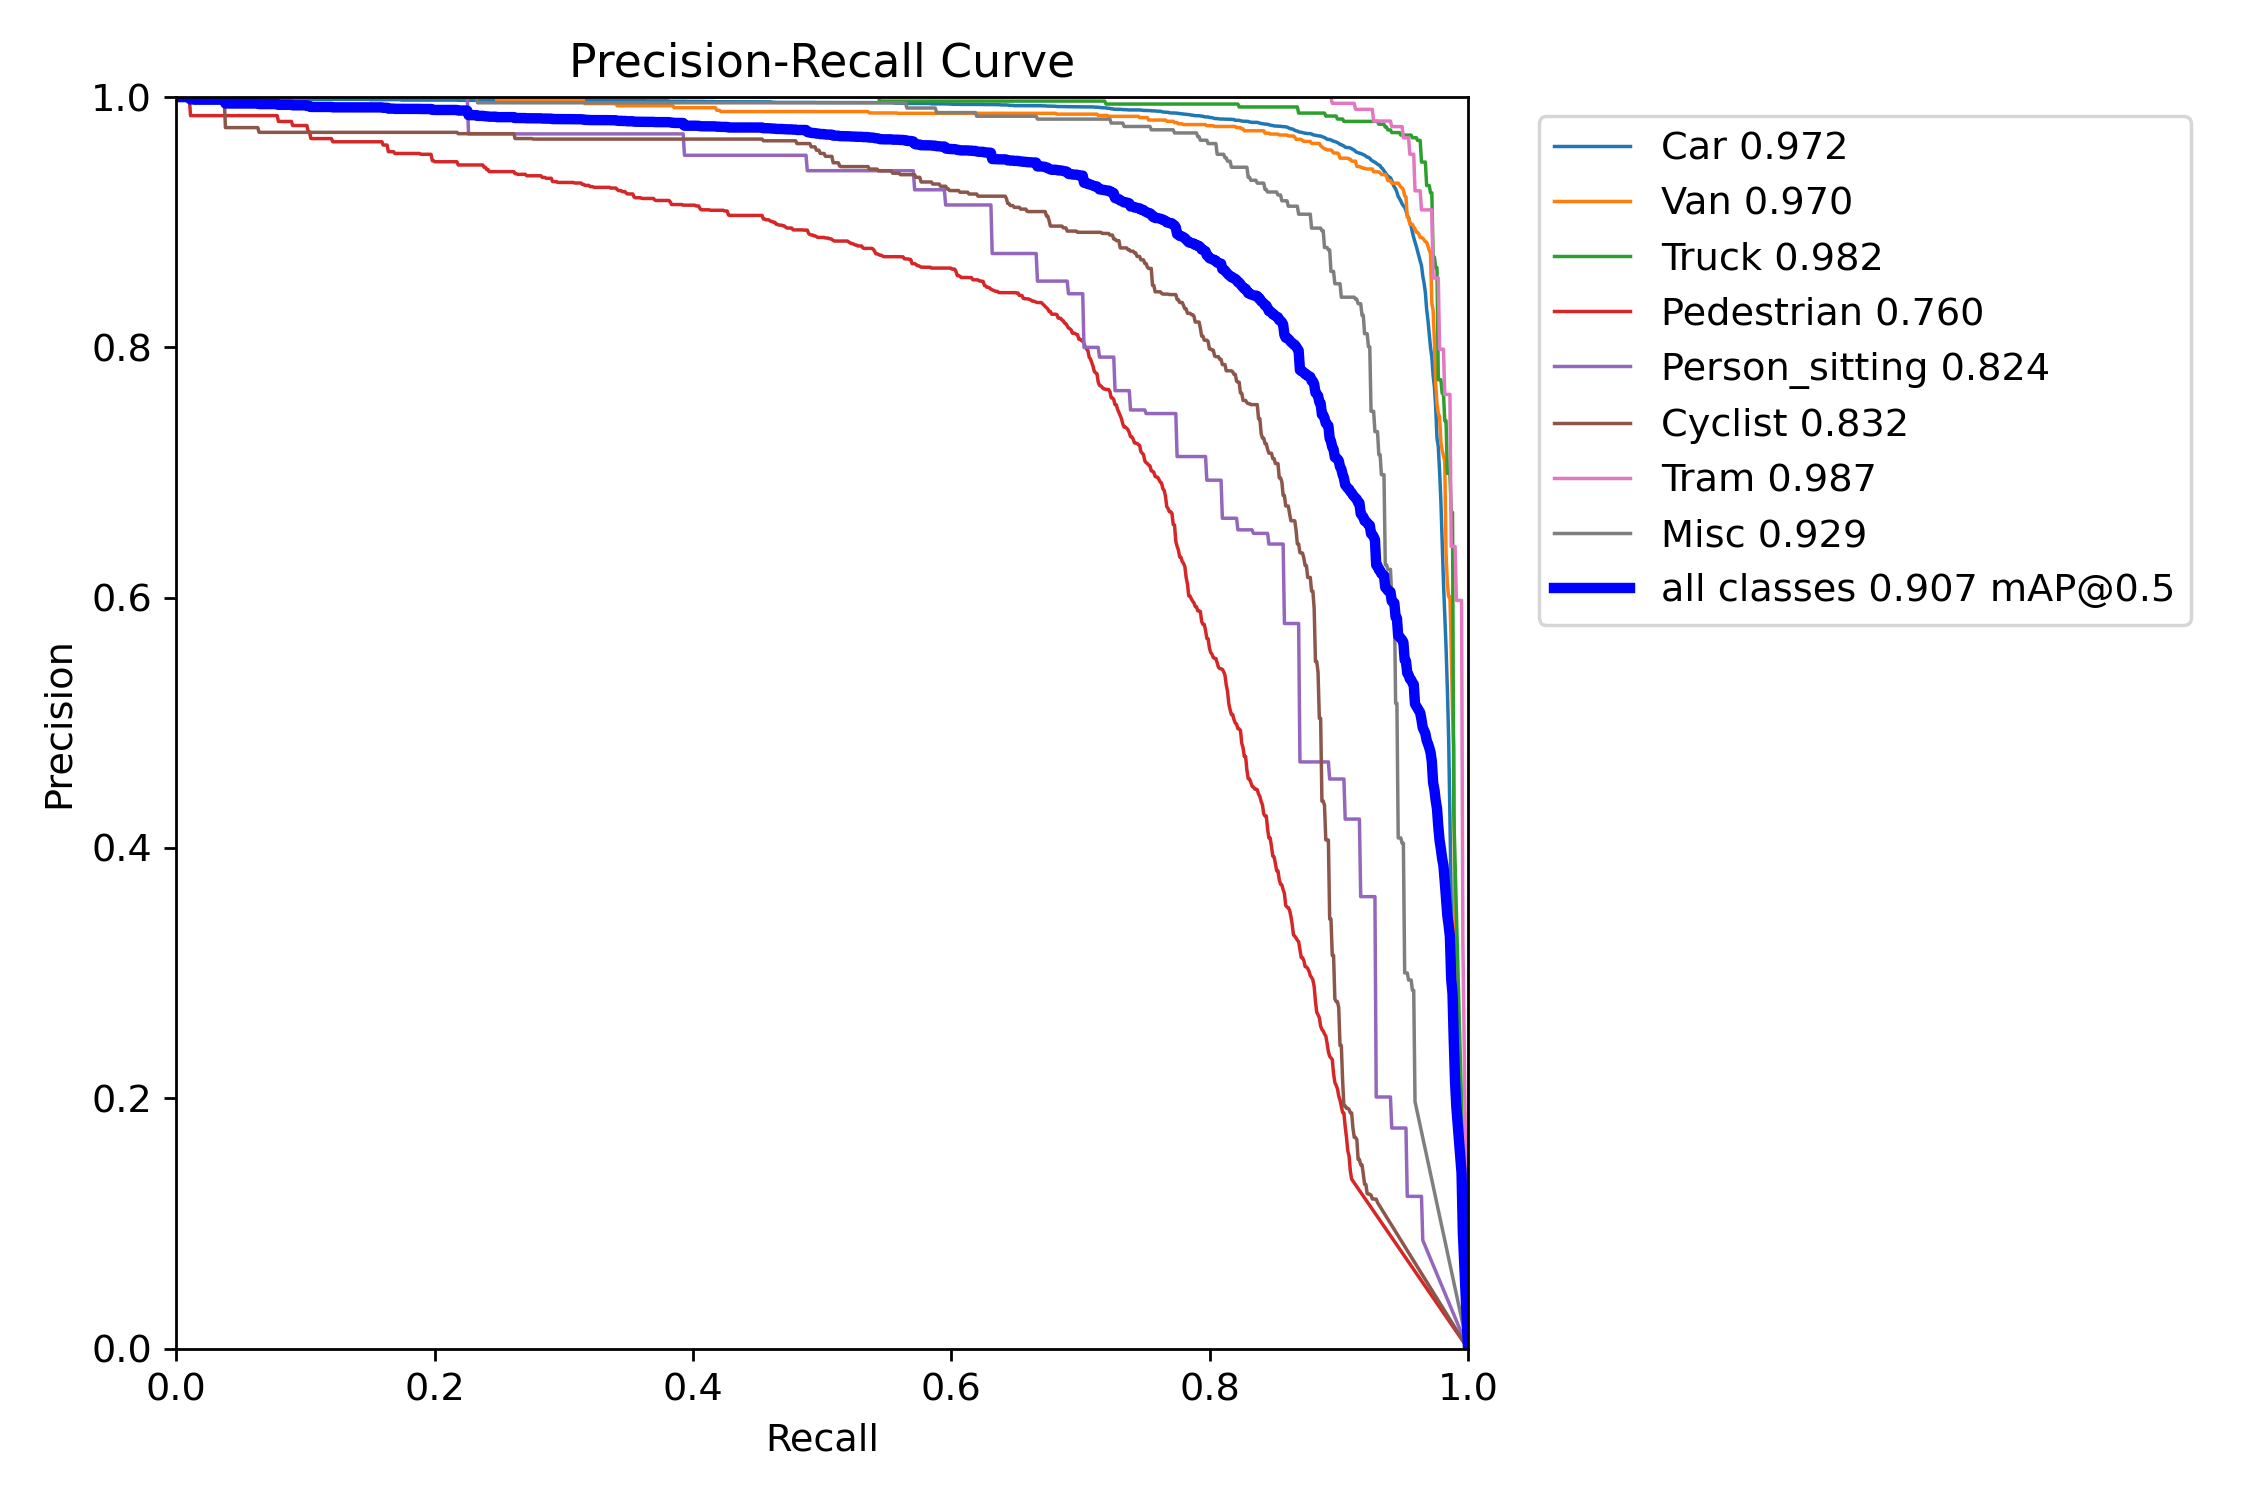 Precision-Recall Curve
1.0
0.8
0.6
0.4
0.2
0.0
Precision
0.0 0.2 0.4 0.6 0.8 1.0
Recall
Car 0.972
Van 0.970
Truck 0.982
Pedestrian 0.760
Person_sitting 0.824
Cyclist 0.832
Tram 0.987
Misc 0.929
all classes 0.907 mAP@0.5